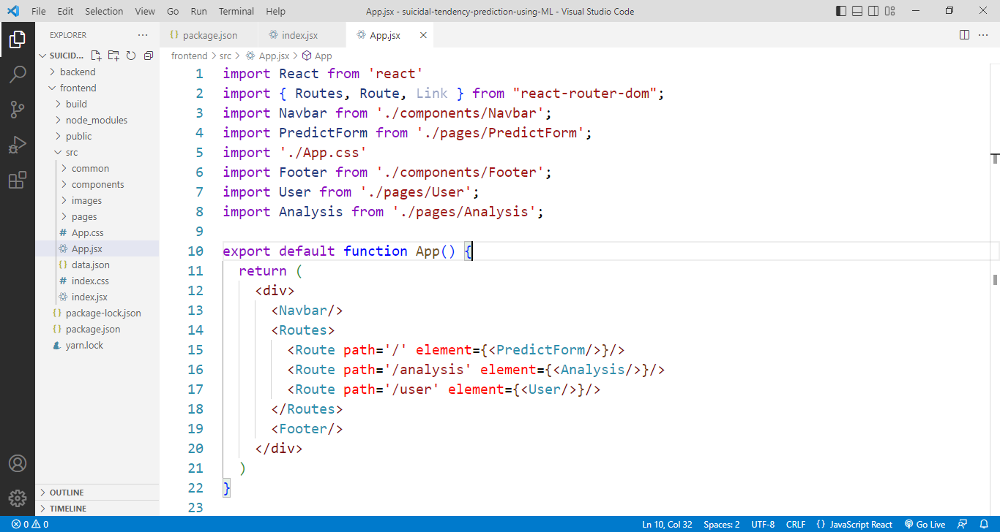 File Edit Selection View Go Run Terminal Help App.jsx - suicidal-tendency-prediction-using-ML - Visual Studio Code
EXPLORER ···
SUICID...
backend
frontend
build
node_modules
public
src
common
components
images
pages
# App.css
App.jsx
{} data.json
# index.css
index.jsx
{} package-lock.json
{} package.json
yarn.lock
OUTLINE
TIMELINE
{} package.json index.jsx App.jsx ×
frontend > src > App.jsx > App
1 import React from 'react'
2 import { Routes, Route, Link } from "react-router-dom";
3 import Navbar from './components/Navbar';
4 import PredictForm from './pages/PredictForm';
5 import './App.css'
6 import Footer from './components/Footer';
7 import User from './pages/User';
8 import Analysis from './pages/Analysis';
9
10 export default function App() {
11   return (
12     <div>
13       <Navbar/>
14       <Routes>
15         <Route path='/' element={<PredictForm/>}/>
16         <Route path='/analysis' element={<Analysis/>}/>
17         <Route path='/user' element={<User/>}/>
18       </Routes>
19       <Footer/>
20     </div>
21   )
22 }
23
0 0 Ln 10, Col 32 Spaces: 2 UTF-8 CRLF {} JavaScript React Go Live